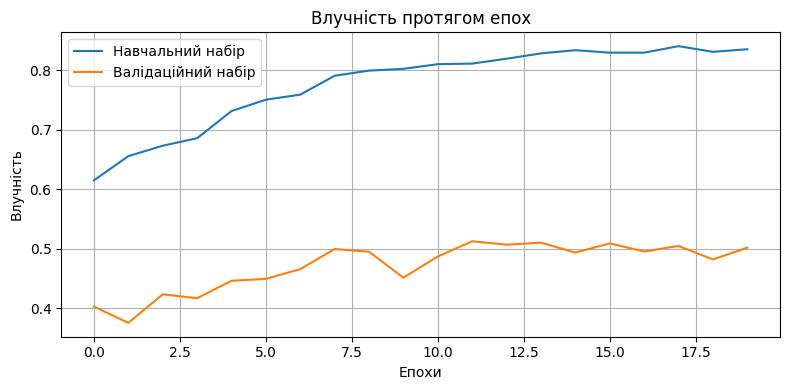 Влучність протягом епох
Навчальний набір
Валідаційний набір
Влучність
0.8
0.7
0.6
0.5
0.4
0.0 2.5 5.0 7.5 10.0 12.5 15.0 17.5
Епохи